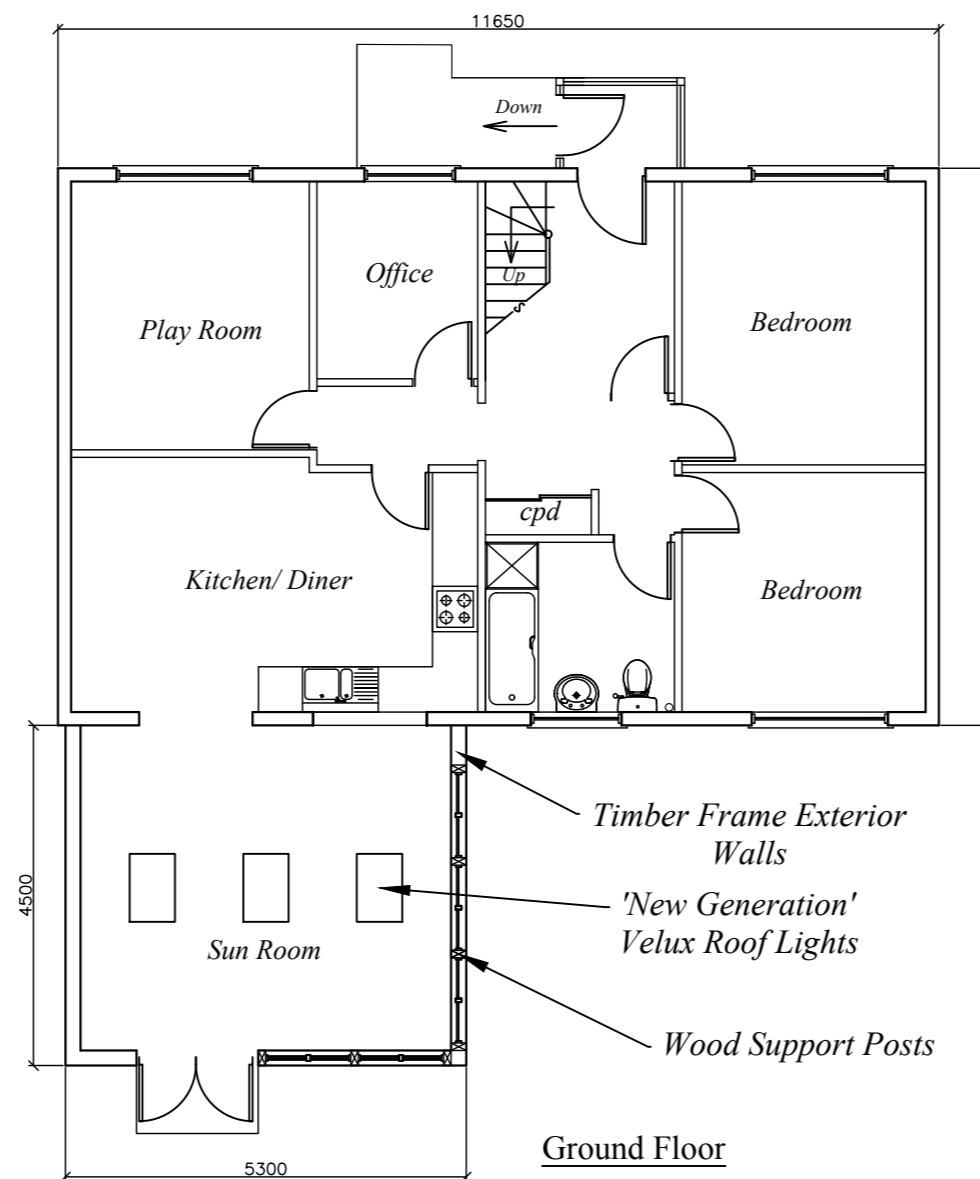 11650
Down
Office
Up
Play Room
Bedroom
cpd
Kitchen/ Diner
Bedroom
Timber Frame Exterior
Walls
4500
'New Generation'
Velux Roof Lights
Sun Room
Wood Support Posts
Ground Floor
5300